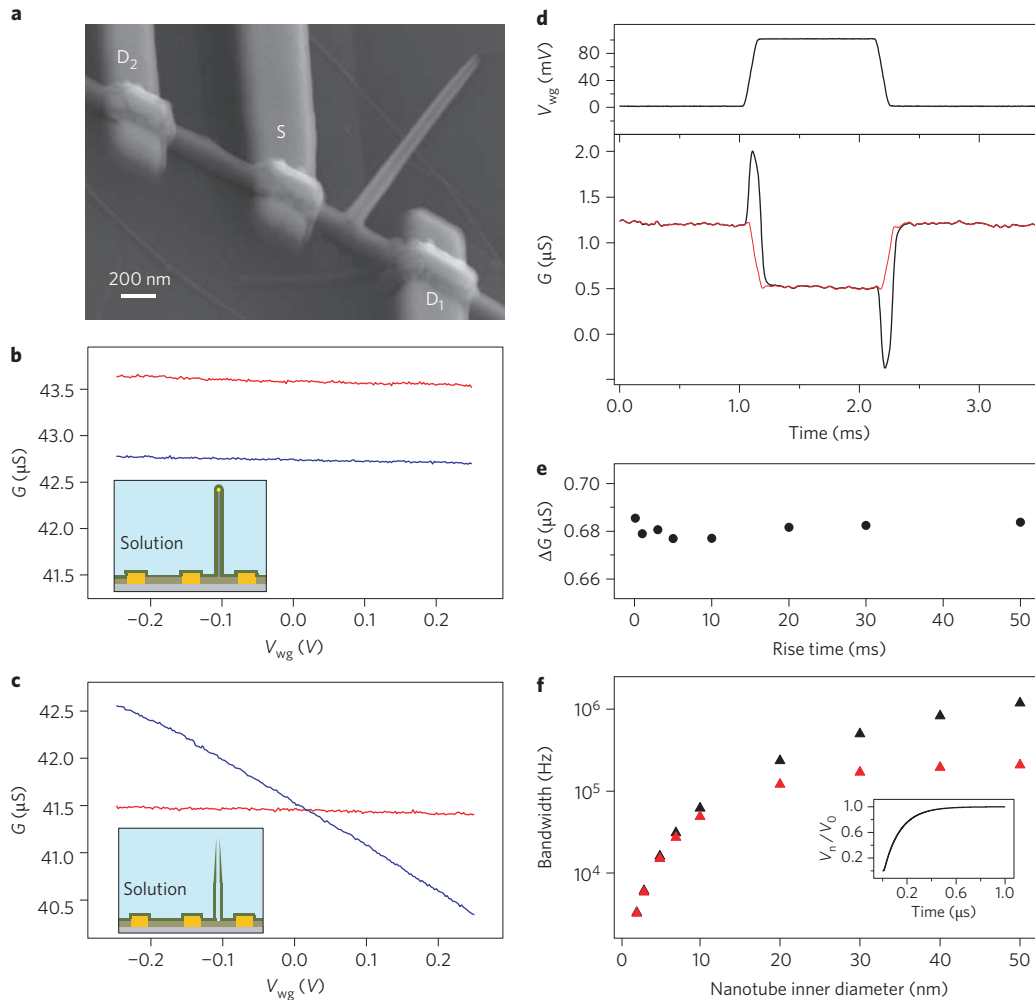 a
D2
S
D1
200 nm
b
43.5
43.0
42.5
42.0
41.5
G (μS)
Solution
−0.2
−0.1
0.0
0.1
0.2
Vwg (V)
c
42.5
42.0
41.5
41.0
40.5
G (μS)
Solution
−0.2
−0.1
0.0
0.1
0.2
Vwg (V)
d
80
40
0
Vwg (mV)
2.0
1.5
1.0
0.5
0.0
G (μS)
0.0
1.0
2.0
3.0
Time (ms)
e
0.70
0.68
0.66
ΔG (μS)
0
10
20
30
40
50
Rise time (ms)
f
10⁶
10⁵
10⁴
Bandwidth (Hz)
1.0
0.6
0.2
Vn/V0
0.2
0.6
1.0
Time (μs)
0
10
20
30
40
50
Nanotube inner diameter (nm)